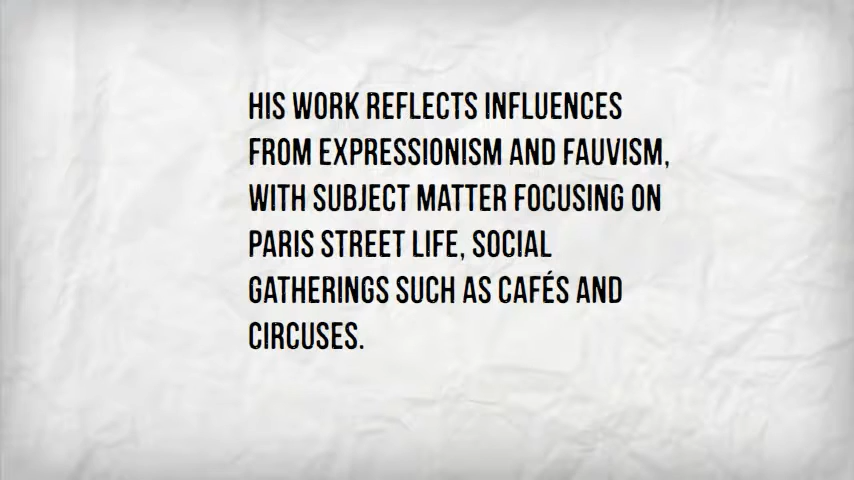 HIS WORK REFLECTS INFLUENCES
FROM EXPRESSIONISM AND FAUVISM,
WITH SUBJECT MATTER FOCUSING ON
PARIS STREET LIFE, SOCIAL
GATHERINGS SUCH AS CAFÉS AND
CIRCUSES.